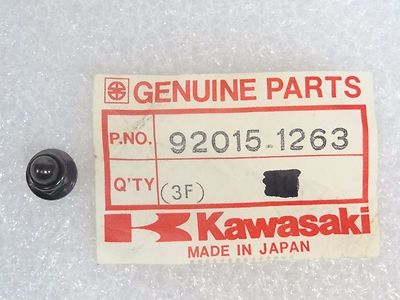 GENUINE PARTS
P.NO. 92015-1263
Q'TY (3F)
Kawasaki
MADE IN JAPAN